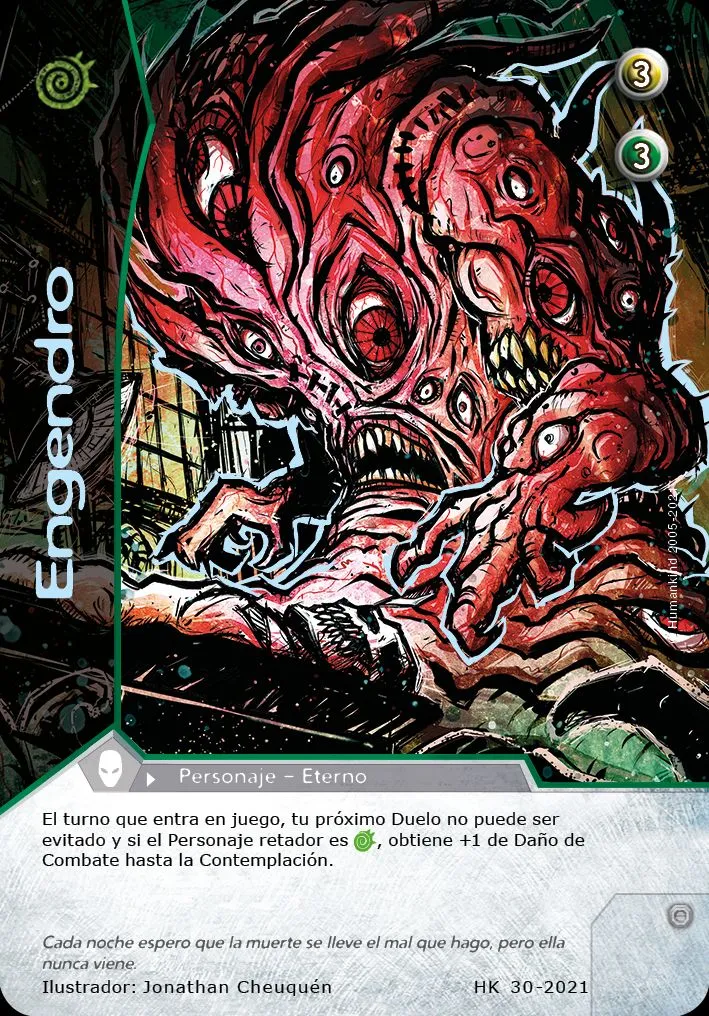 3
3
Engendro
Humankind 2005-202
Personaje - Eterno
El turno que entra en juego, tu próximo Duelo no puede ser
evitado y si el Personaje retador es , obtiene +1 de Daño de
Combate hasta la Contemplación.
Cada noche espero que la muerte se lleve el mal que hago, pero ella
nunca viene.
Ilustrador: Jonathan Cheuquén HK 30-2021